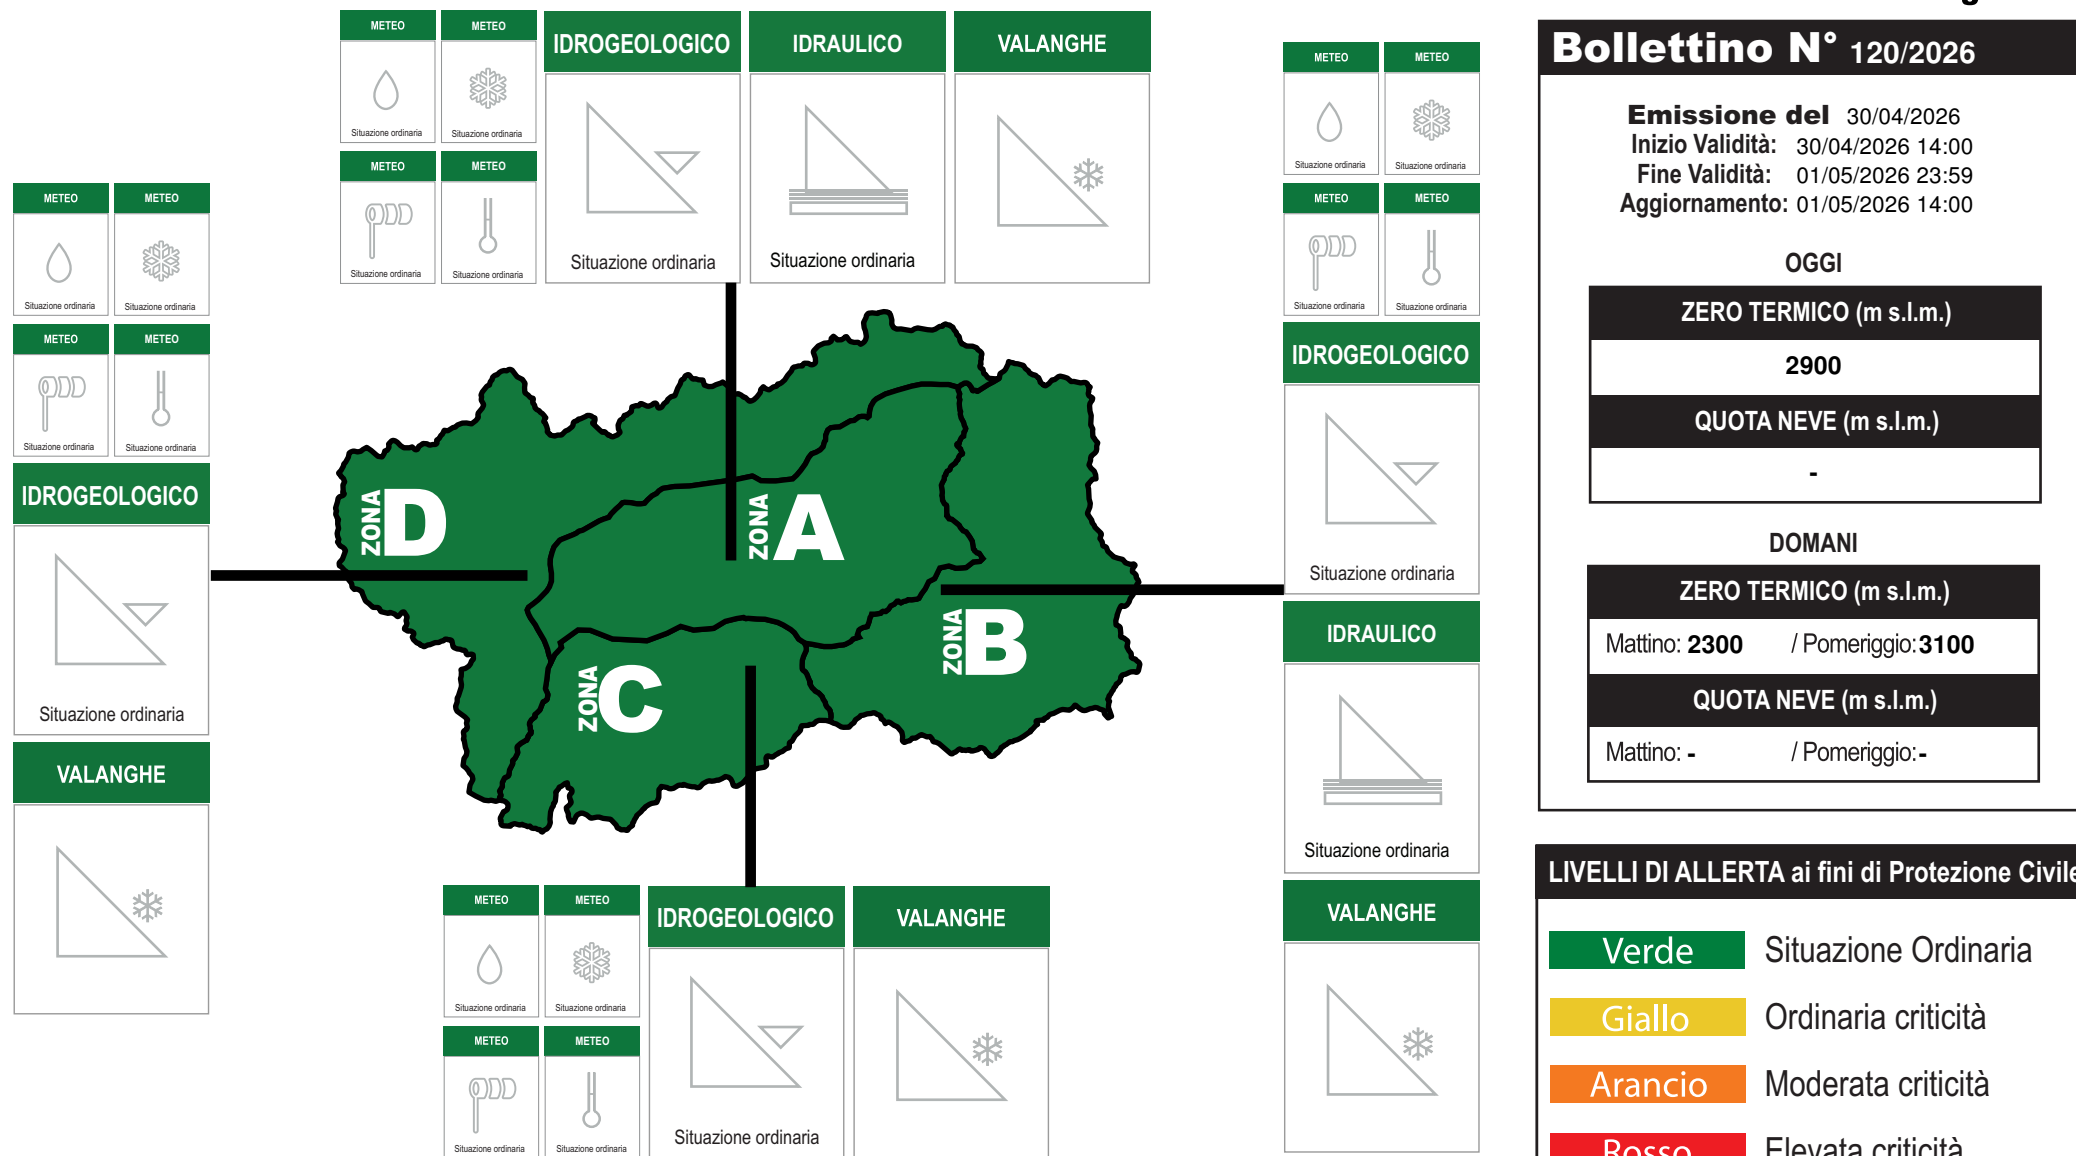 METEO
METEO
Situazione ordinaria
Situazione ordinaria
METEO
METEO
Situazione ordinaria
Situazione ordinaria
IDROGEOLOGICO
Situazione ordinaria
IDRAULICO
Situazione ordinaria
VALANGHE
METEO
METEO
Situazione ordinaria
Situazione ordinaria
METEO
METEO
Situazione ordinaria
Situazione ordinaria
IDROGEOLOGICO
Situazione ordinaria
VALANGHE
ZONA D
ZONA A
ZONA B
ZONA C
METEO
METEO
Situazione ordinaria
Situazione ordinaria
METEO
METEO
Situazione ordinaria
Situazione ordinaria
IDROGEOLOGICO
Situazione ordinaria
IDRAULICO
Situazione ordinaria
VALANGHE
METEO
METEO
Situazione ordinaria
Situazione ordinaria
METEO
METEO
Situazione ordinaria
Situazione ordinaria
IDROGEOLOGICO
Situazione ordinaria
VALANGHE
Bollettino N° 120/2026
Emissione del 30/04/2026
Inizio Validità: 30/04/2026 14:00
Fine Validità: 01/05/2026 23:59
Aggiornamento: 01/05/2026 14:00
OGGI
ZERO TERMICO (m s.l.m.)
2900
QUOTA NEVE (m s.l.m.)
-
DOMANI
ZERO TERMICO (m s.l.m.)
Mattino: 2300 / Pomeriggio: 3100
QUOTA NEVE (m s.l.m.)
Mattino: - / Pomeriggio: -
LIVELLI DI ALLERTA ai fini di Protezione Civile
Verde Situazione Ordinaria
Giallo Ordinaria criticità
Arancio Moderata criticità
Rosso Elevata criticità